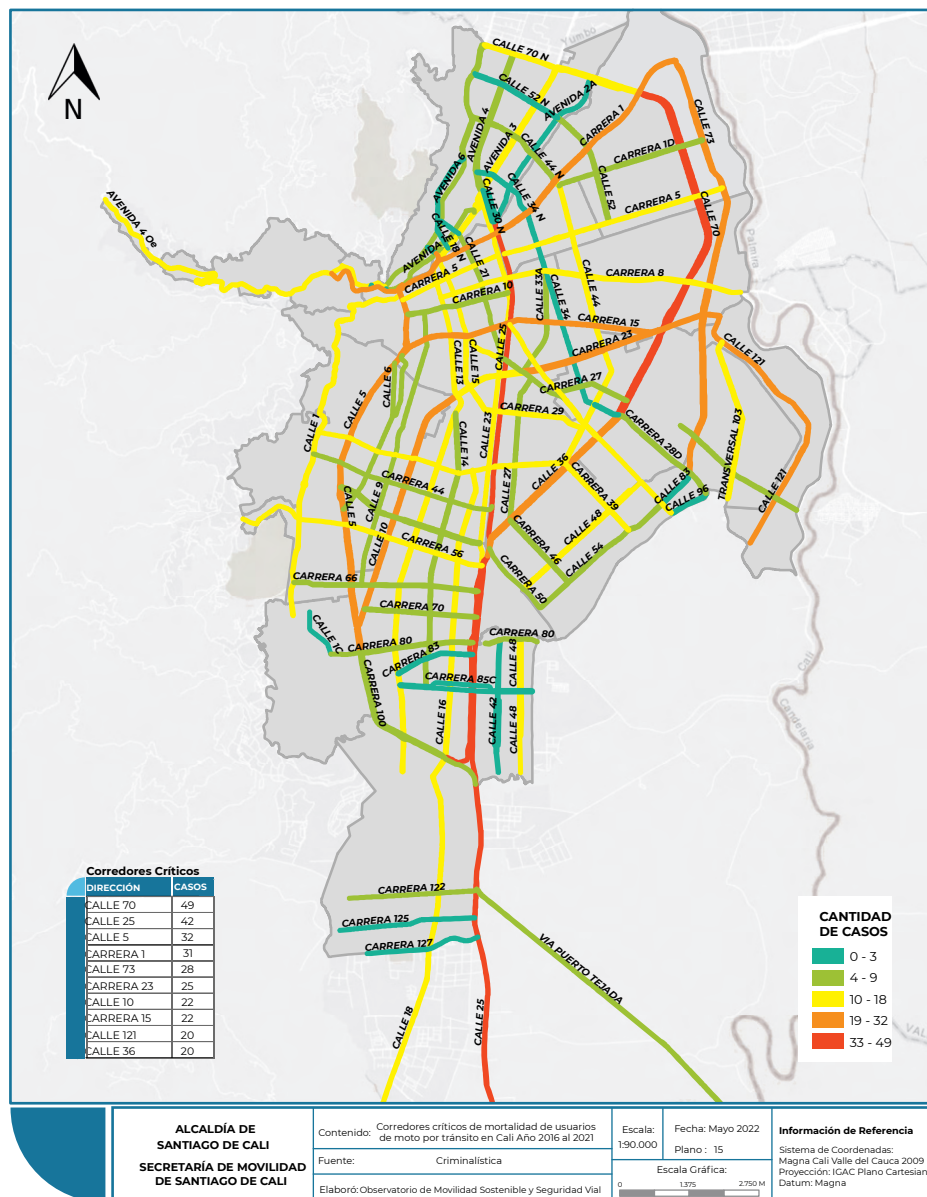 Yumbo
CALLE 70 N
CALLE 52 N
AVENIDA 2A
AVENIDA 4
AVENIDA 3
CARRERA 1
CALLE 73
CALLE 44 N
CARRERA 1D
AVENIDA 6
CALLE 52
CALLE 34 N
CALLE 30 N
CARRERA 5
CALLE 70
AVENIDA 4 Oe
CALLE 18 N
Palmira
AVENIDA
CALLE 21
CARRERA 5
CARRERA 8
CALLE 33A
CALLE 44
CARRERA 10
CALLE 34
CARRERA 15
CALLE 25
CARRERA 23
CALLE 121
CALLE 6
CALLE 13
CALLE 15
CARRERA 27
CALLE 5
CALLE 1
CARRERA 29
CALLE 23
CARRERA 28D
TRANSVERSAL 103
CALLE 14
CALLE 36
CALLE 27
CARRERA 44
CALLE 9
CARRERA 39
CALLE 83
CALLE 96
CALLE 121
CALLE 5
CALLE 10
CALLE 48
CARRERA 46
CARRERA 56
CALLE 54
CARRERA 66
CARRERA 50
CARRERA 70
CALLE 1C
CARRERA 80
CARRERA 80
CARRERA 83
CALLE 48
Cali
CARRERA 85C
CARRERA 100
CALLE 16
CALLE 42
CALLE 48
Candelaria
CARRERA 122
CARRERA 125
CARRERA 127
VIA PUERTO TEJADA
CALLE 18
CALLE 25
N
Corredores Críticos
DIRECCIÓN CASOS
CALLE 70 49
CALLE 25 42
CALLE 5 32
CARRERA 1 31
CALLE 73 28
CARRERA 23 25
CALLE 10 22
CARRERA 15 22
CALLE 121 20
CALLE 36 20
CANTIDAD
DE CASOS
0 - 3
4 - 9
10 - 18
19 - 32
33 - 49
ALCALDÍA DE
SANTIAGO DE CALI
SECRETARÍA DE MOVILIDAD
DE SANTIAGO DE CALI
Contenido: Corredores críticos de mortalidad de usuarios
de moto por tránsito en Cali Año 2016 al 2021
Fuente: Criminalística
Elaboró: Observatorio de Movilidad Sostenible y Seguridad Vial
Escala:
1:90.000
Fecha: Mayo 2022
Plano : 15
Escala Gráfica:
0 1.375 2.750 M
Información de Referencia
Sistema de Coordenadas:
Magna Cali Valle del Cauca 2009
Proyección: IGAC Plano Cartesian
Datum: Magna